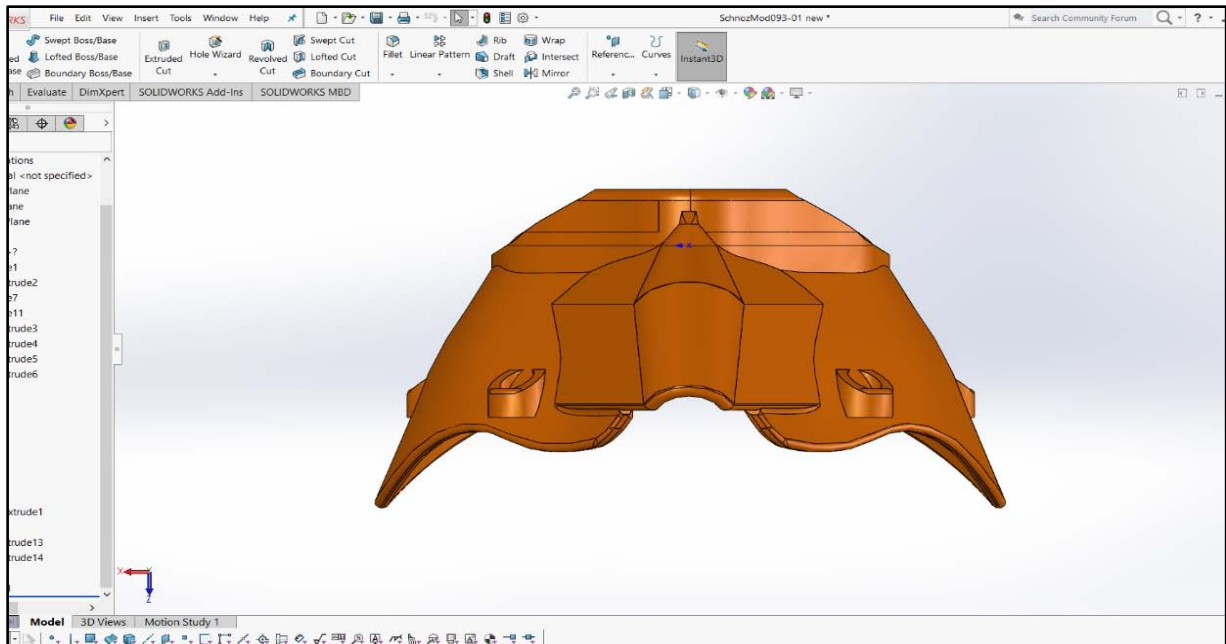 RKS File Edit View Insert Tools Window Help SchnozMod093-01 new * Search Community Forum ?
Swept Boss/Base Swept Cut Rib Wrap
ed Lofted Boss/Base Extruded Cut Hole Wizard Revolved Cut Lofted Cut Fillet Linear Pattern Draft Intersect Referenc... Curves Instant3D
ase Boundary Boss/Base Boundary Cut Shell Mirror
h Evaluate DimXpert SOLIDWORKS Add-Ins SOLIDWORKS MBD
ations
al <not specified>
lane
ane
lane
-?
e1
trude2
e7
e11
trude3
trude4
trude5
trude6
xtrude1
trude13
trude14
x
X
Z
Model 3D Views Motion Study 1